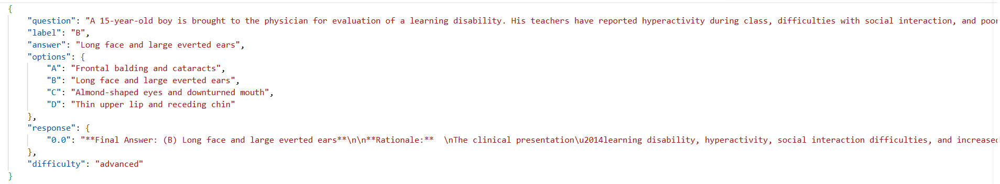 {
"question": "A 15-year-old boy is brought to the physician for evaluation of a learning disability. His teachers have reported hyperactivity during class, difficulties with social interaction, and poor
"label": "B",
"answer": "Long face and large everted ears",
"options": {
"A": "Frontal balding and cataracts",
"B": "Long face and large everted ears",
"C": "Almond-shaped eyes and downturned mouth",
"D": "Thin upper lip and receding chin"
},
"response": {
"0.0": "**Final Answer: (B) Long face and large everted ears**\n\n**Rationale:**  \nThe clinical presentation\u2014learning disability, hyperactivity, social interaction difficulties, and increased
},
"difficulty": "advanced"
}